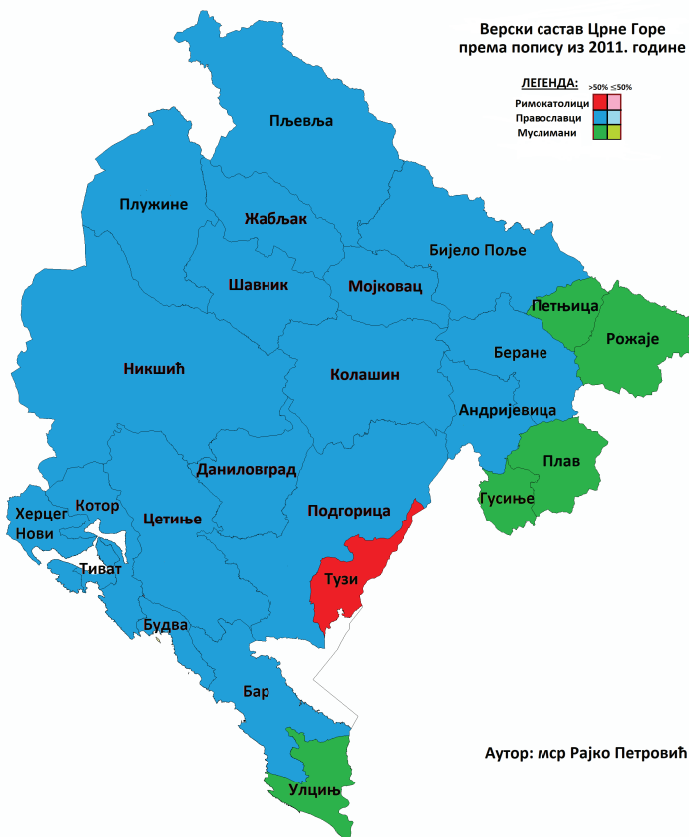 Верски састав Црне Горе
према попису из 2011. године
ЛЕГЕНДА: >50% ≤50%
Римокатолици
Православци
Муслимани
Пљевља
Плужине
Жабљак
Бијело Поље
Шавник
Мојковац
Петњица
Рожаје
Беране
Никшић
Колашин
Андријевица
Даниловград
Плав
Гусиње
Котор
Херцег
Нови
Цетиње
Подгорица
Тиват
Тузи
Будва
Бар
Улцињ
Аутор: мср Рајко Петровић